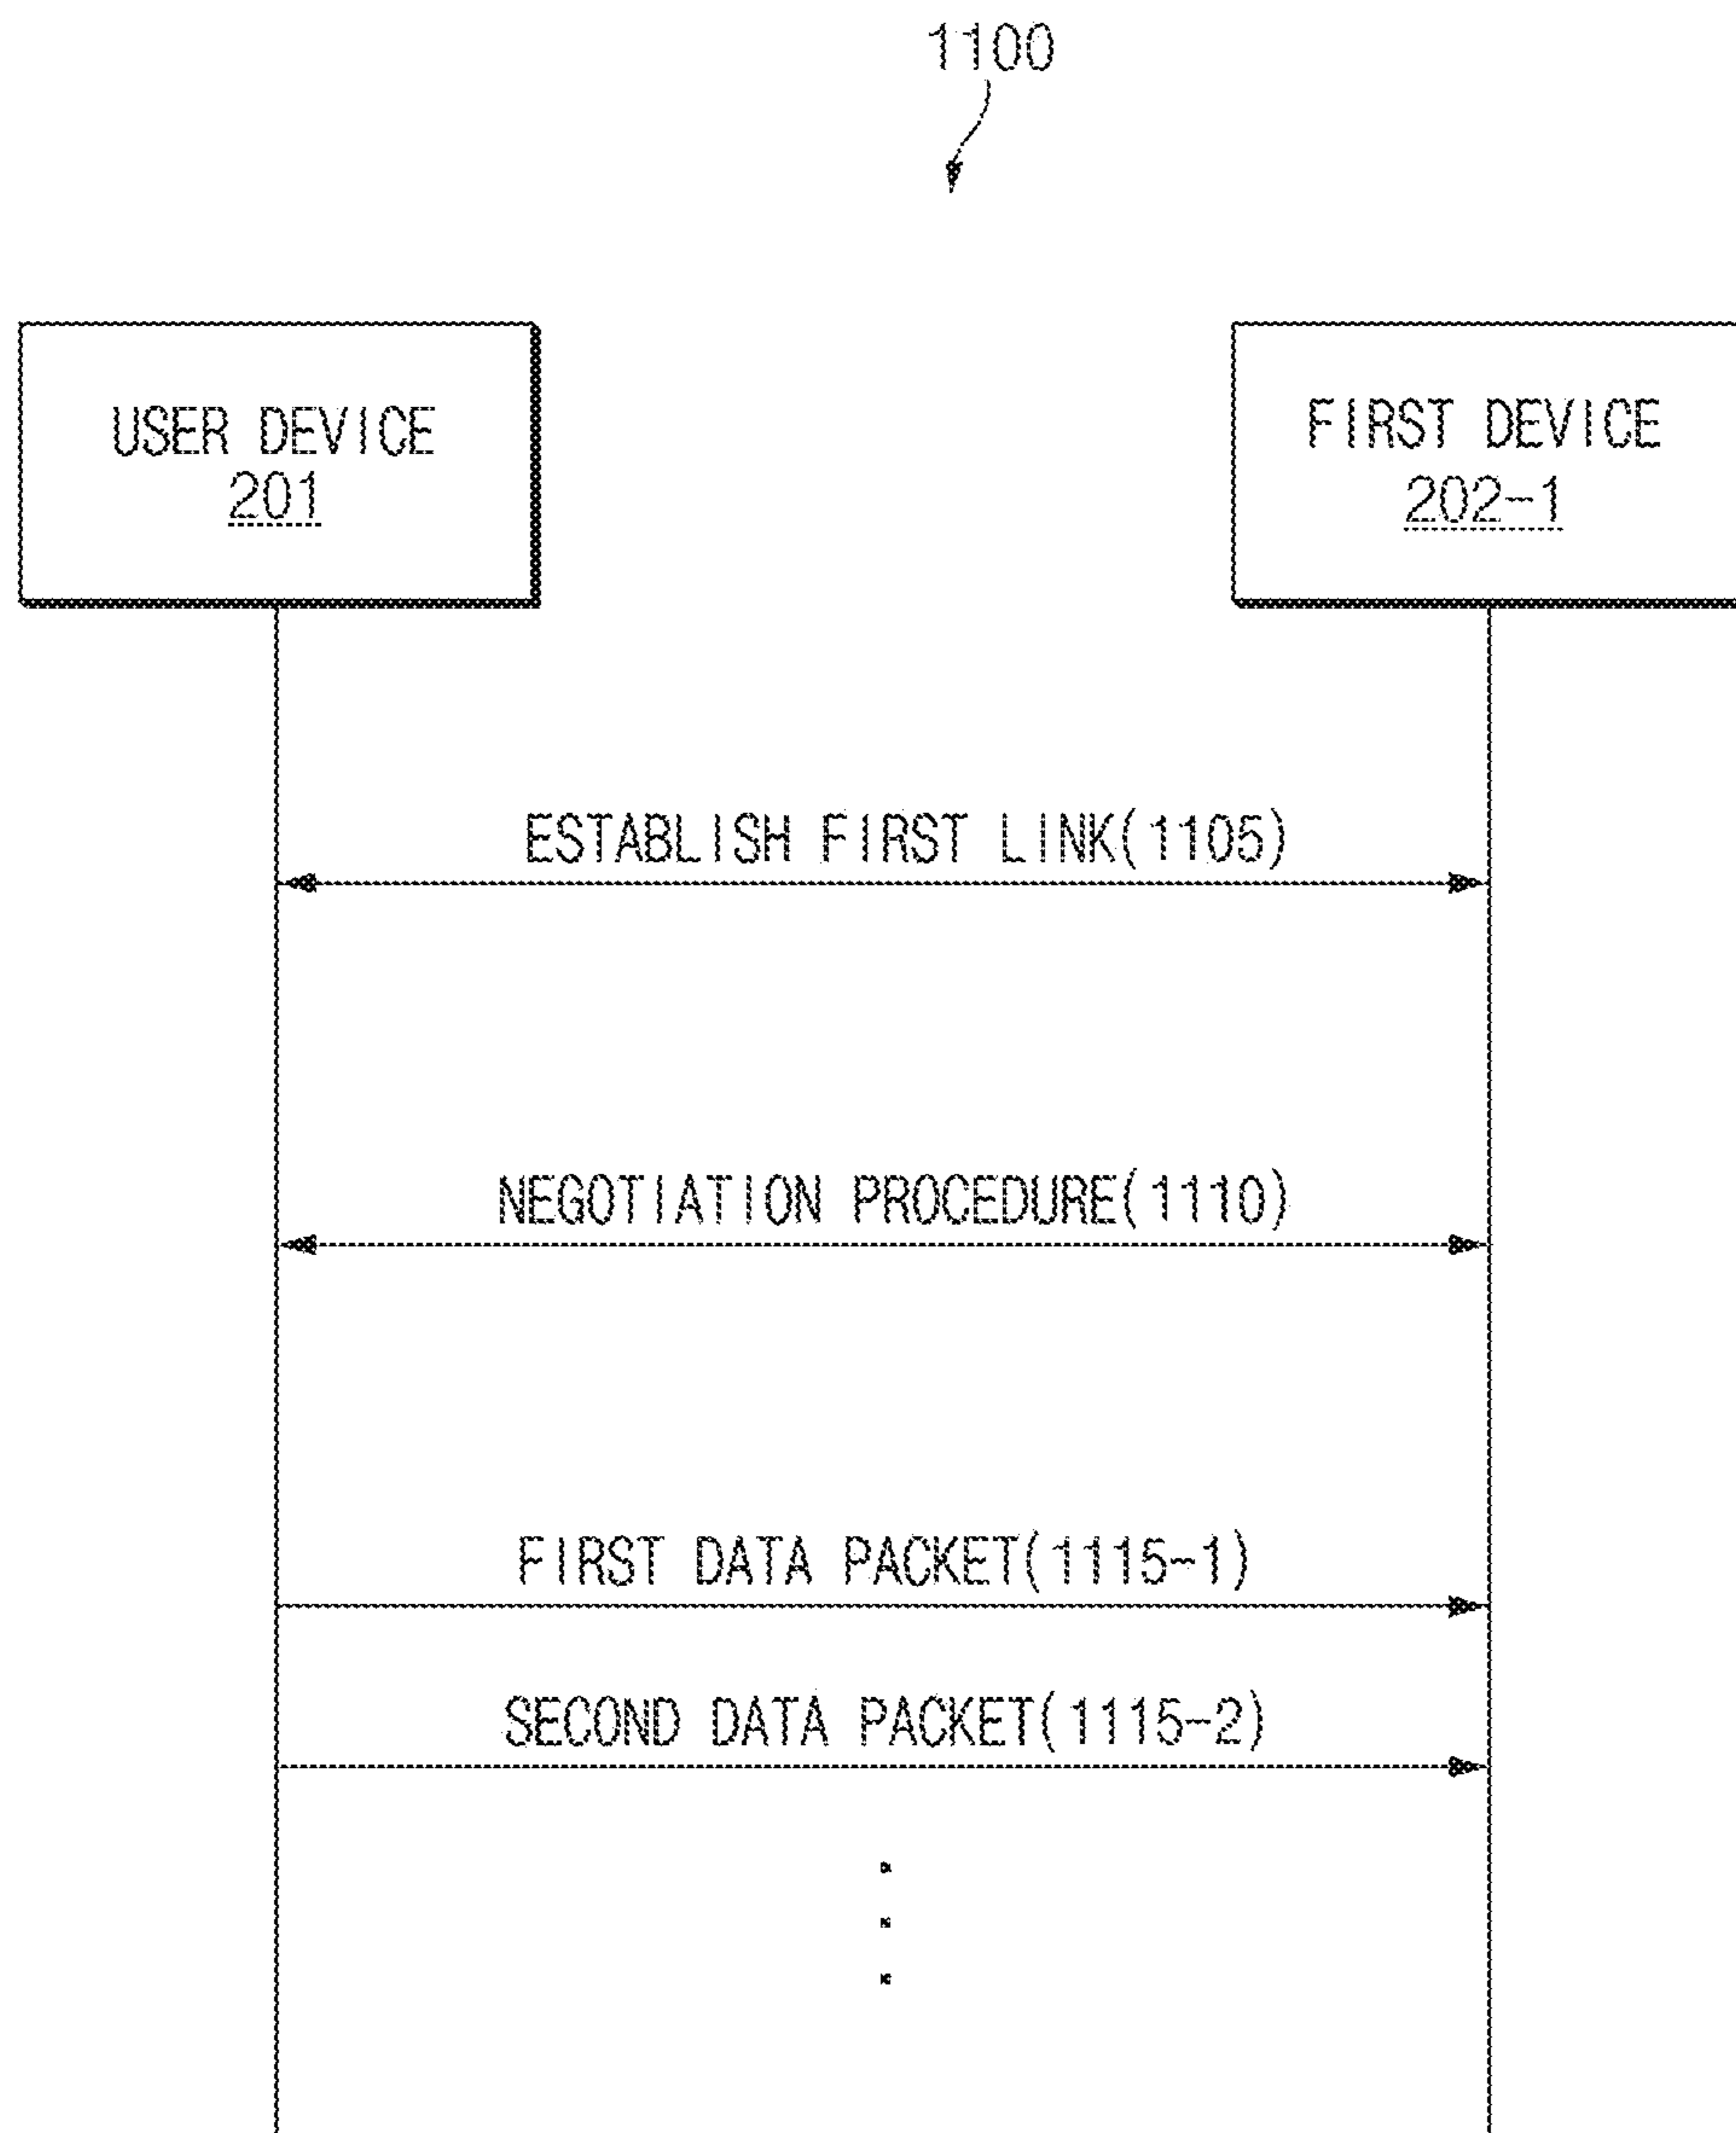 1100
USER DEVICE
201
FIRST DEVICE
202-1
ESTABLISH FIRST LINK(1105)
NEGOTIATION PROCEDURE(1110)
FIRST DATA PACKET(1115-1)
SECOND DATA PACKET(1115-2)